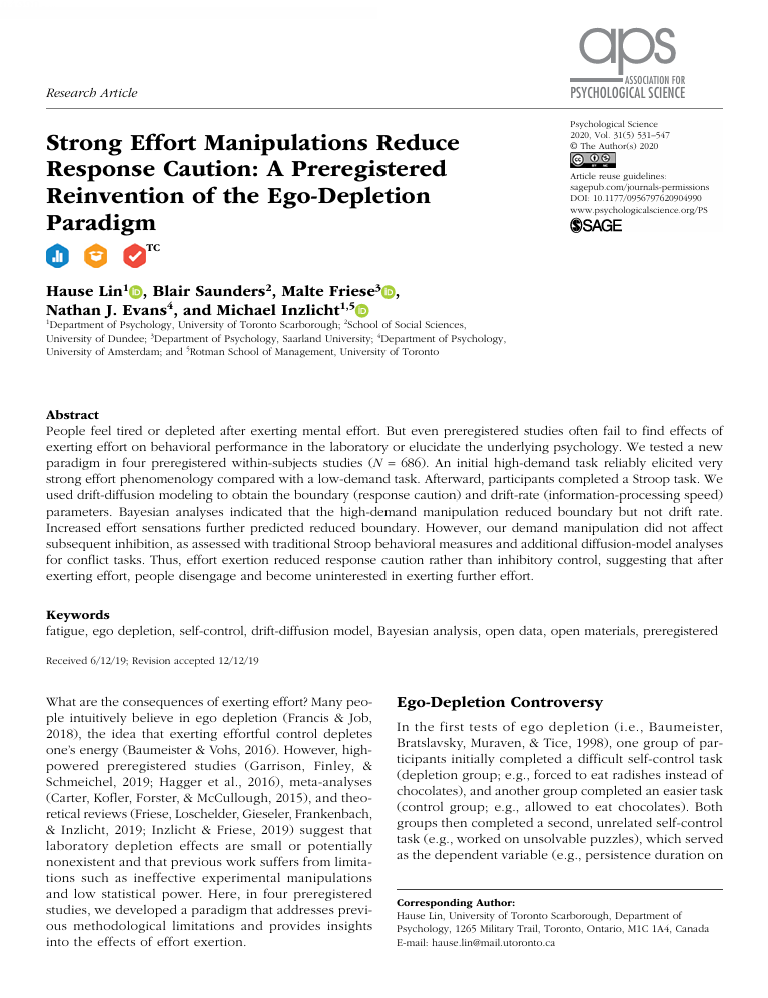 aps
ASSOCIATION FOR
PSYCHOLOGICAL SCIENCE
Research Article
Psychological Science
2020, Vol. 31(5) 531–547
© The Author(s) 2020
Article reuse guidelines:
sagepub.com/journals-permissions
DOI: 10.1177/0956797620904990
www.psychologicalscience.org/PS
SAGE
Strong Effort Manipulations Reduce
Response Caution: A Preregistered
Reinvention of the Ego-Depletion
Paradigm
TC
Hause Lin1 iD, Blair Saunders2, Malte Friese3 iD,
Nathan J. Evans4, and Michael Inzlicht1,5 iD
1Department of Psychology, University of Toronto Scarborough; 2School of Social Sciences,
University of Dundee; 3Department of Psychology, Saarland University; 4Department of Psychology,
University of Amsterdam; and 5Rotman School of Management, University of Toronto
Abstract
People feel tired or depleted after exerting mental effort. But even preregistered studies often fail to find effects of
exerting effort on behavioral performance in the laboratory or elucidate the underlying psychology. We tested a new
paradigm in four preregistered within-subjects studies (N = 686). An initial high-demand task reliably elicited very
strong effort phenomenology compared with a low-demand task. Afterward, participants completed a Stroop task. We
used drift-diffusion modeling to obtain the boundary (response caution) and drift-rate (information-processing speed)
parameters. Bayesian analyses indicated that the high-demand manipulation reduced boundary but not drift rate.
Increased effort sensations further predicted reduced boundary. However, our demand manipulation did not affect
subsequent inhibition, as assessed with traditional Stroop behavioral measures and additional diffusion-model analyses
for conflict tasks. Thus, effort exertion reduced response caution rather than inhibitory control, suggesting that after
exerting effort, people disengage and become uninterested in exerting further effort.
Keywords
fatigue, ego depletion, self-control, drift-diffusion model, Bayesian analysis, open data, open materials, preregistered
Received 6/12/19; Revision accepted 12/12/19
What are the consequences of exerting effort? Many peo-
ple intuitively believe in ego depletion (Francis & Job,
2018), the idea that exerting effortful control depletes
one's energy (Baumeister & Vohs, 2016). However, high-
powered preregistered studies (Garrison, Finley, &
Schmeichel, 2019; Hagger et al., 2016), meta-analyses
(Carter, Kofler, Forster, & McCullough, 2015), and theo-
retical reviews (Friese, Loschelder, Gieseler, Frankenbach,
& Inzlicht, 2019; Inzlicht & Friese, 2019) suggest that
laboratory depletion effects are small or potentially
nonexistent and that previous work suffers from limita-
tions such as ineffective experimental manipulations
and low statistical power. Here, in four preregistered
studies, we developed a paradigm that addresses previ-
ous methodological limitations and provides insights
into the effects of effort exertion.
Ego-Depletion Controversy
In the first tests of ego depletion (i.e., Baumeister,
Bratslavsky, Muraven, & Tice, 1998), one group of par-
ticipants initially completed a difficult self-control task
(depletion group; e.g., forced to eat radishes instead of
chocolates), and another group completed an easier task
(control group; e.g., allowed to eat chocolates). Both
groups then completed a second, unrelated self-control
task (e.g., worked on unsolvable puzzles), which served
as the dependent variable (e.g., persistence duration on
Corresponding Author:
Hause Lin, University of Toronto Scarborough, Department of
Psychology, 1265 Military Trail, Toronto, Ontario, M1C 1A4, Canada
E-mail: hause.lin@mail.utoronto.ca